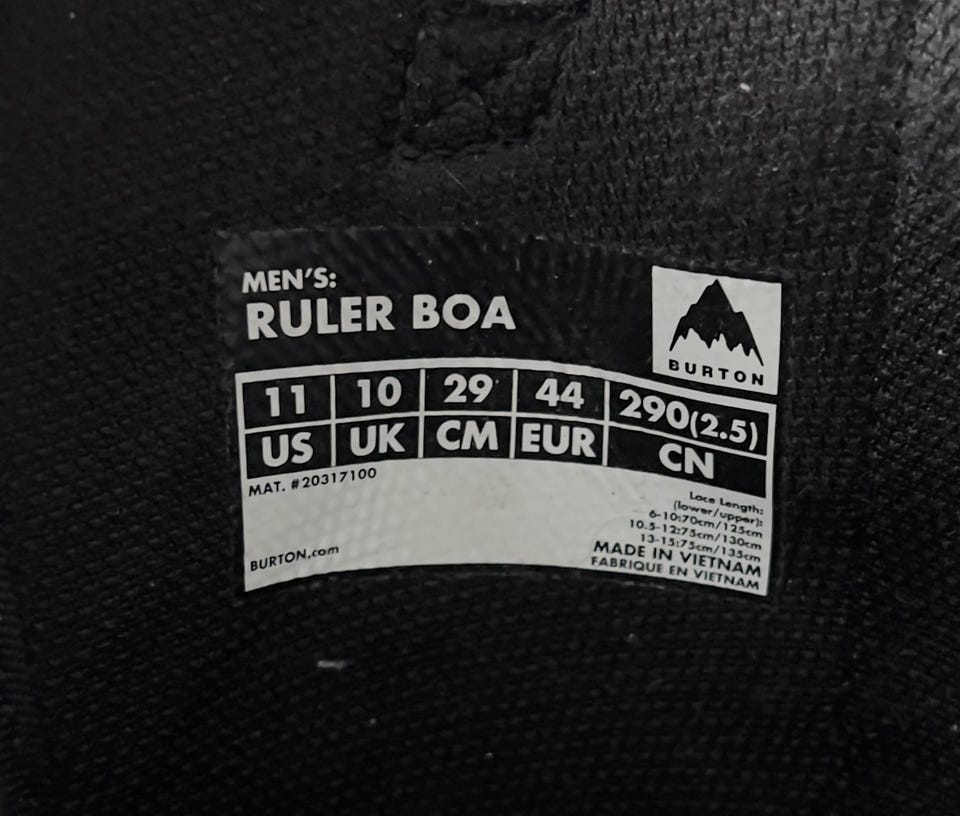 MEN'S:
RULER BOA
BURTON
11 10 29 44 290(2.5)
US UK CM EUR CN
MAT. #20317100
Lace Length:
(lower/upper):
6-10:70cm/125cm
10.5-12:75cm/130cm
13-15:75cm/135cm
BURTON.com
MADE IN VIETNAM
FABRIQUE EN VIETNAM